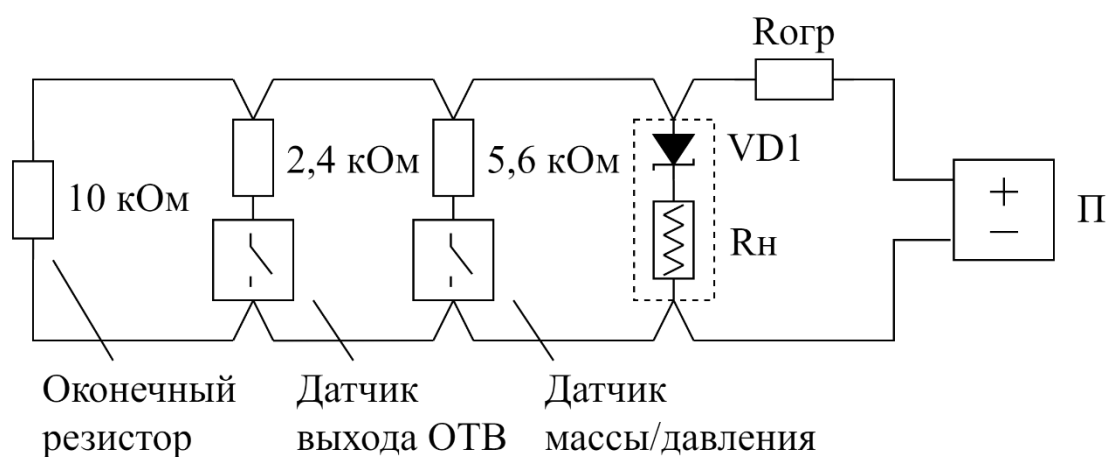 Rогр
2,4 кОм
5,6 кОм
VD1
10 кОм
+
−
П
Rн
Оконечный
резистор
Датчик
выхода ОТВ
Датчик
массы/давления